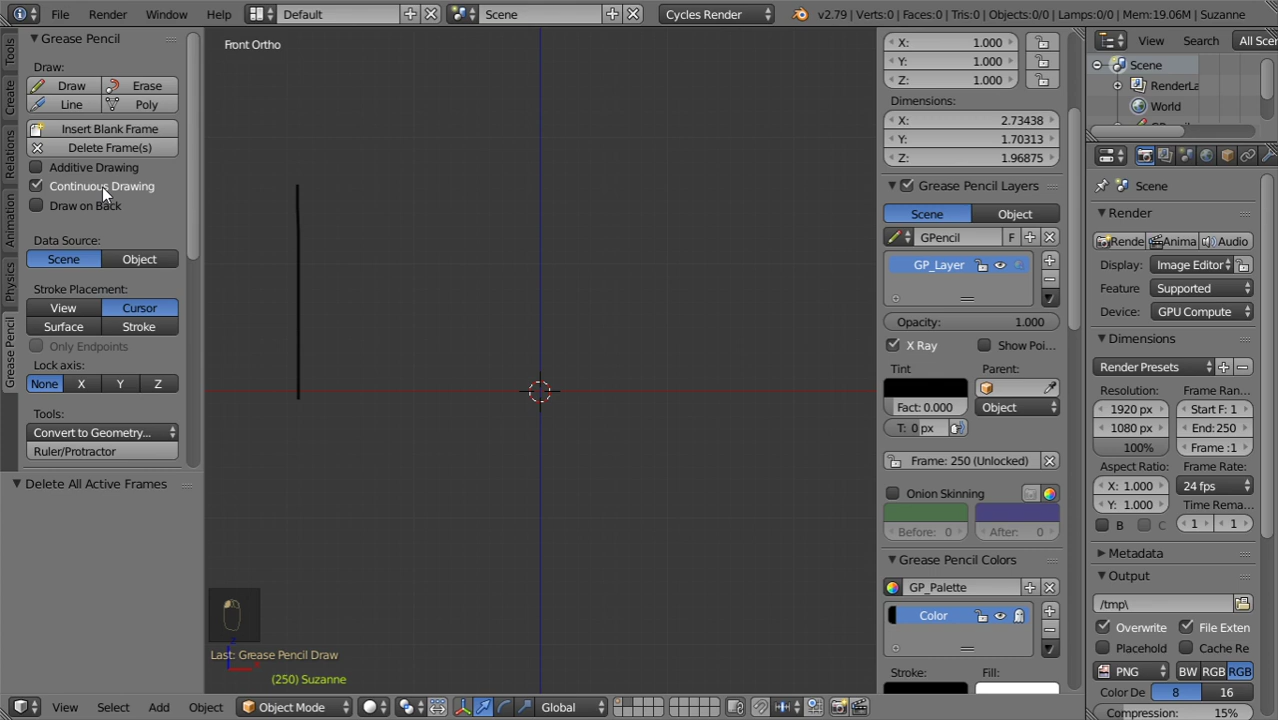 File Render Window Help Default Scene Cycles Render v2.79 | Verts:0 | Faces:0 | Tris:0 | Objects:0/0 | Lamps:0/0 | Mem:19.06M | Suzanne
Tools
Create
Relations
Animation
Physics
Grease Pencil
Grease Pencil
Draw:
Draw Erase
Line Poly
Insert Blank Frame
Delete Frame(s)
Additive Drawing
Continuous Drawing
Draw on Back
Data Source:
Scene Object
Stroke Placement:
View Cursor
Surface Stroke
Only Endpoints
Lock axis:
None X Y Z
Tools:
Convert to Geometry...
Ruler/Protractor
Delete All Active Frames
Front Ortho
Last: Grease Pencil Draw
(250) Suzanne
X: 1.000
Y: 1.000
Z: 1.000
Dimensions:
X: 2.73438
Y: 1.70313
Z: 1.96875
Grease Pencil Layers
Scene Object
GPencil F
GP_Layer
Opacity: 1.000
X Ray Show Poi...
Tint Parent:
Fact: 0.000 Object
T: 0 px
Frame: 250 (Unlocked)
Onion Skinning
Before: 0 After: 0
Grease Pencil Colors
GP_Palette
Color
Stroke: Fill:
View Search All Scen
Scene
RenderLa
World
Scene
Render
Rende Anima Audio
Display: Image Editor
Feature Supported
Device: GPU Compute
Dimensions
Render Presets
Resolution: Frame Ran...
1920 px Start F: 1
1080 px End: 250
100% Frame :1
Aspect Ratio: Frame Rate:
X: 1.000 24 fps
Y: 1.000 Time Rema...
B C 1 1
Metadata
Output
/tmp\
Overwrite File Exten
Placehold Cache Re
PNG BW RGB RGB
Color De 8 16
Compression: 15%
View Select Add Object Object Mode Global